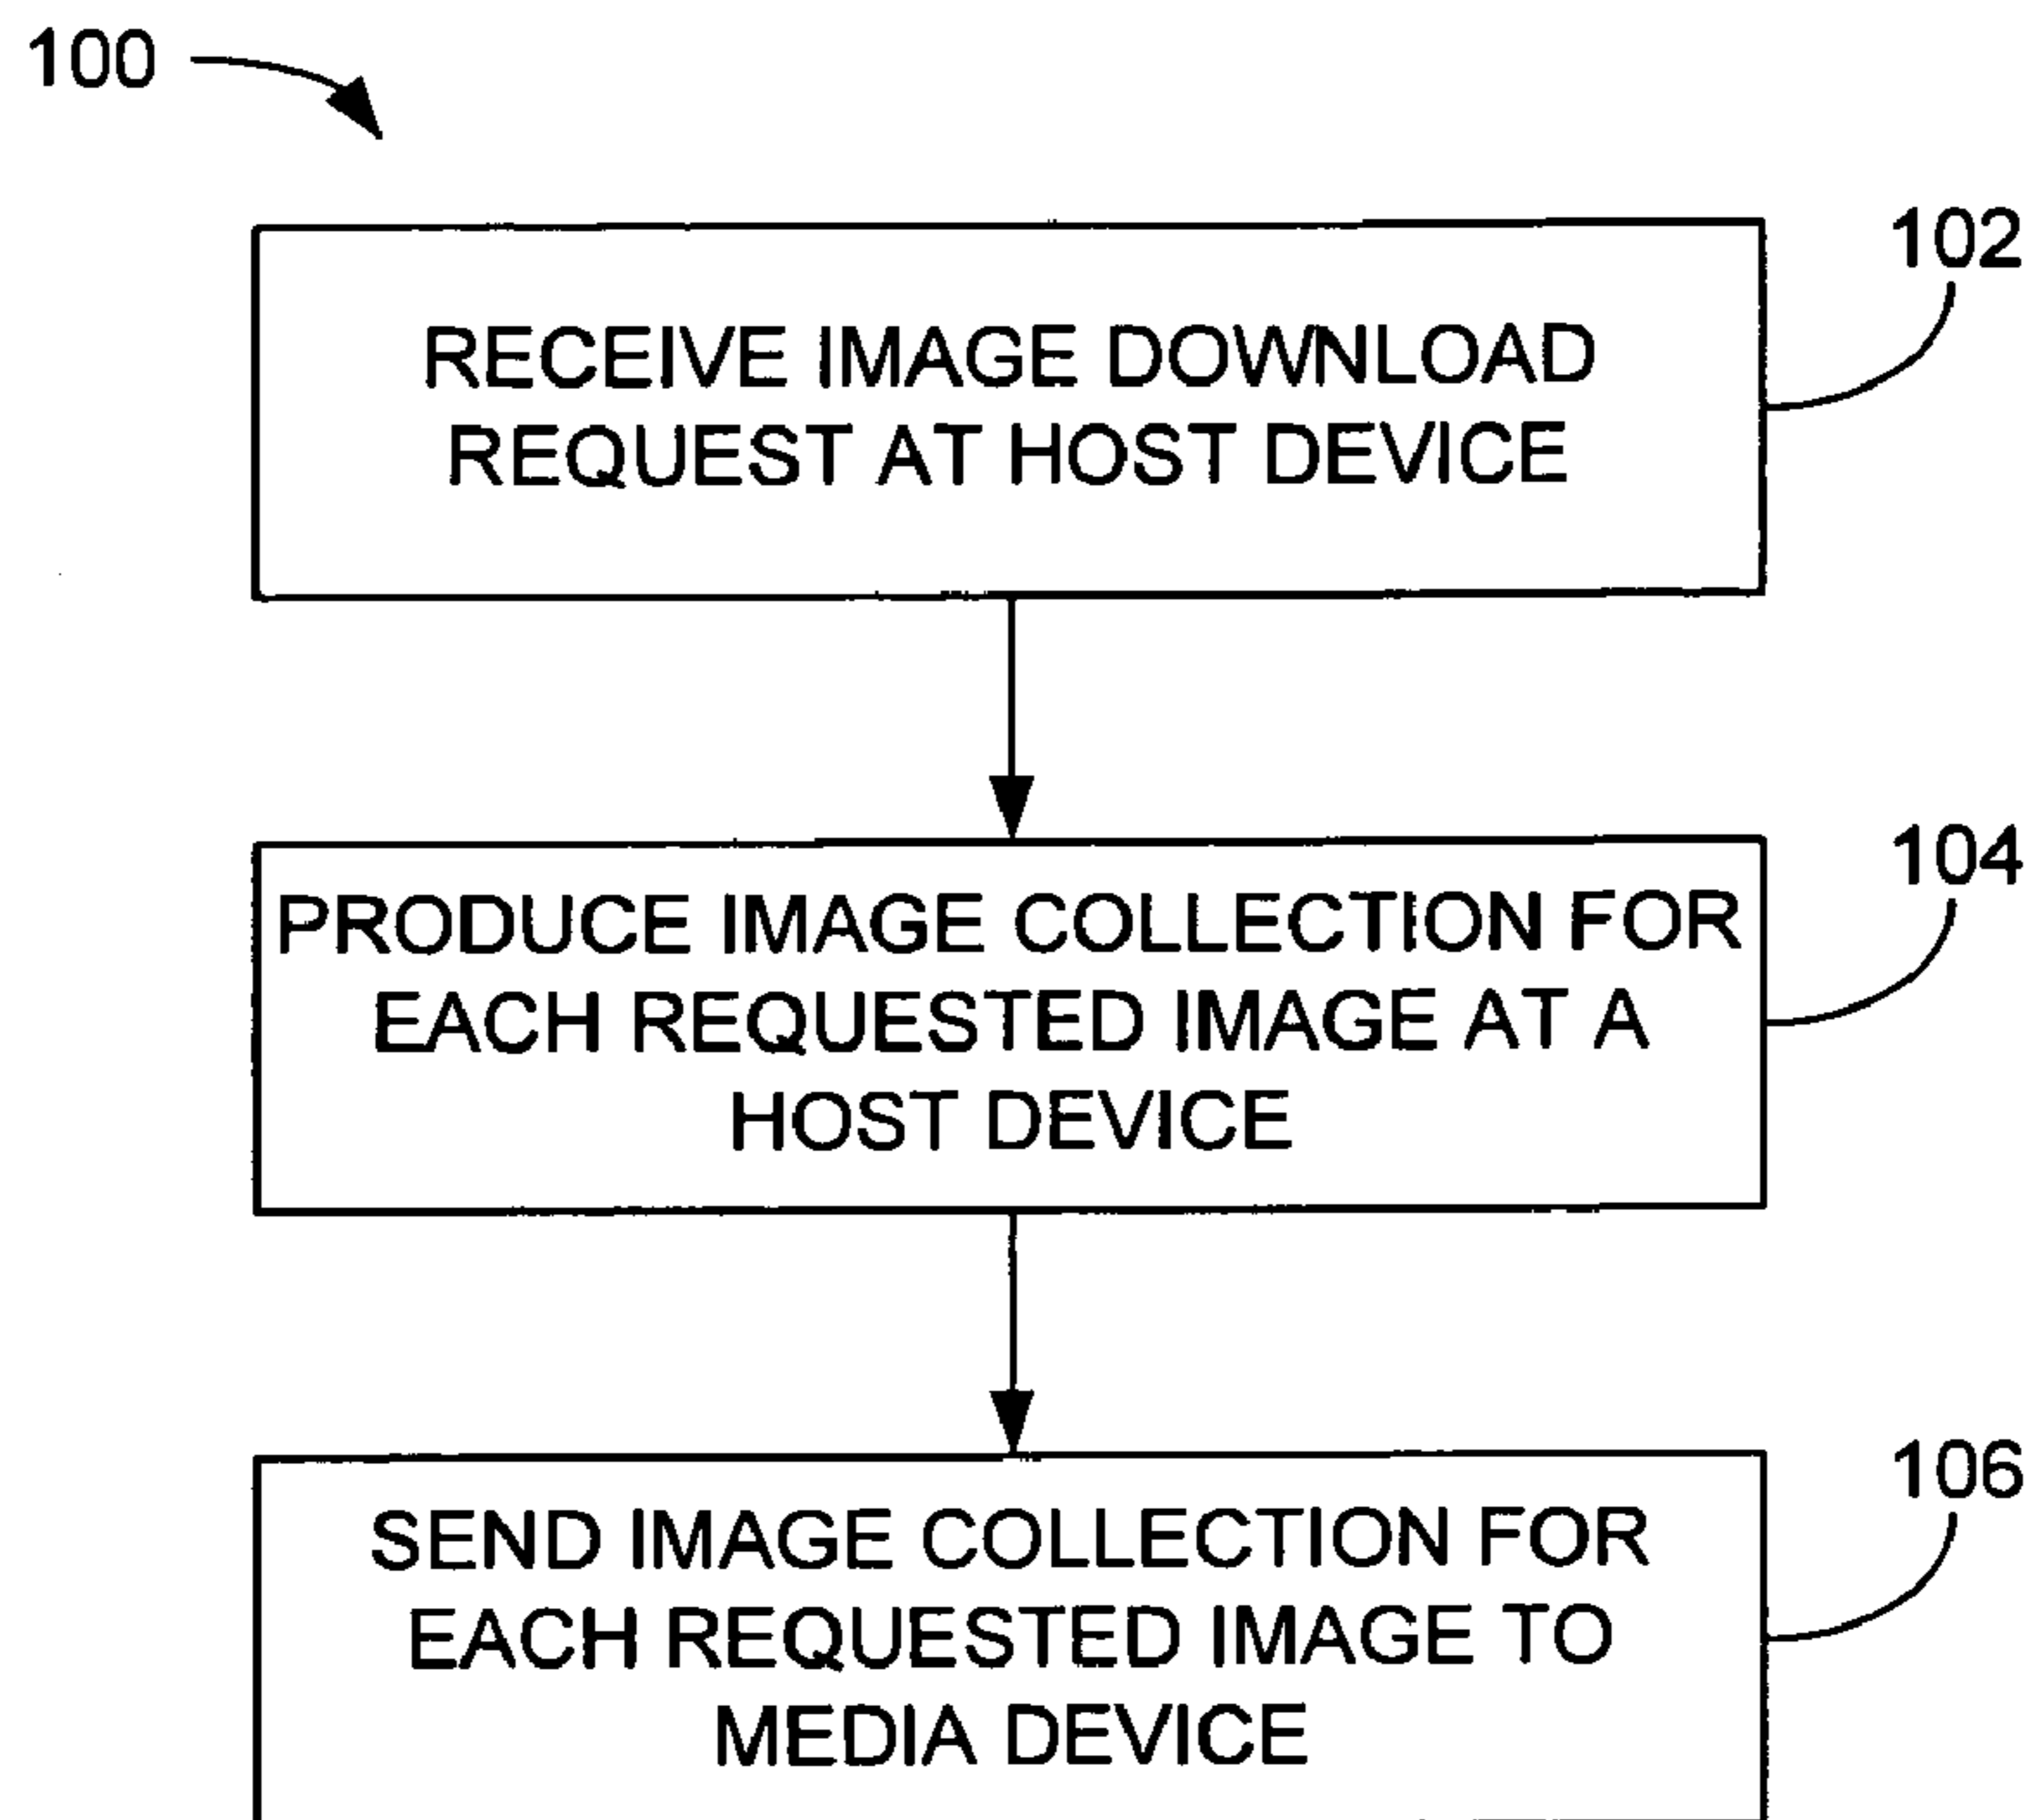 100
102
RECEIVE IMAGE DOWNLOAD
REQUEST AT HOST DEVICE
104
PRODUCE IMAGE COLLECTION FOR
EACH REQUESTED IMAGE AT A
HOST DEVICE
106
SEND IMAGE COLLECTION FOR
EACH REQUESTED IMAGE TO
MEDIA DEVICE